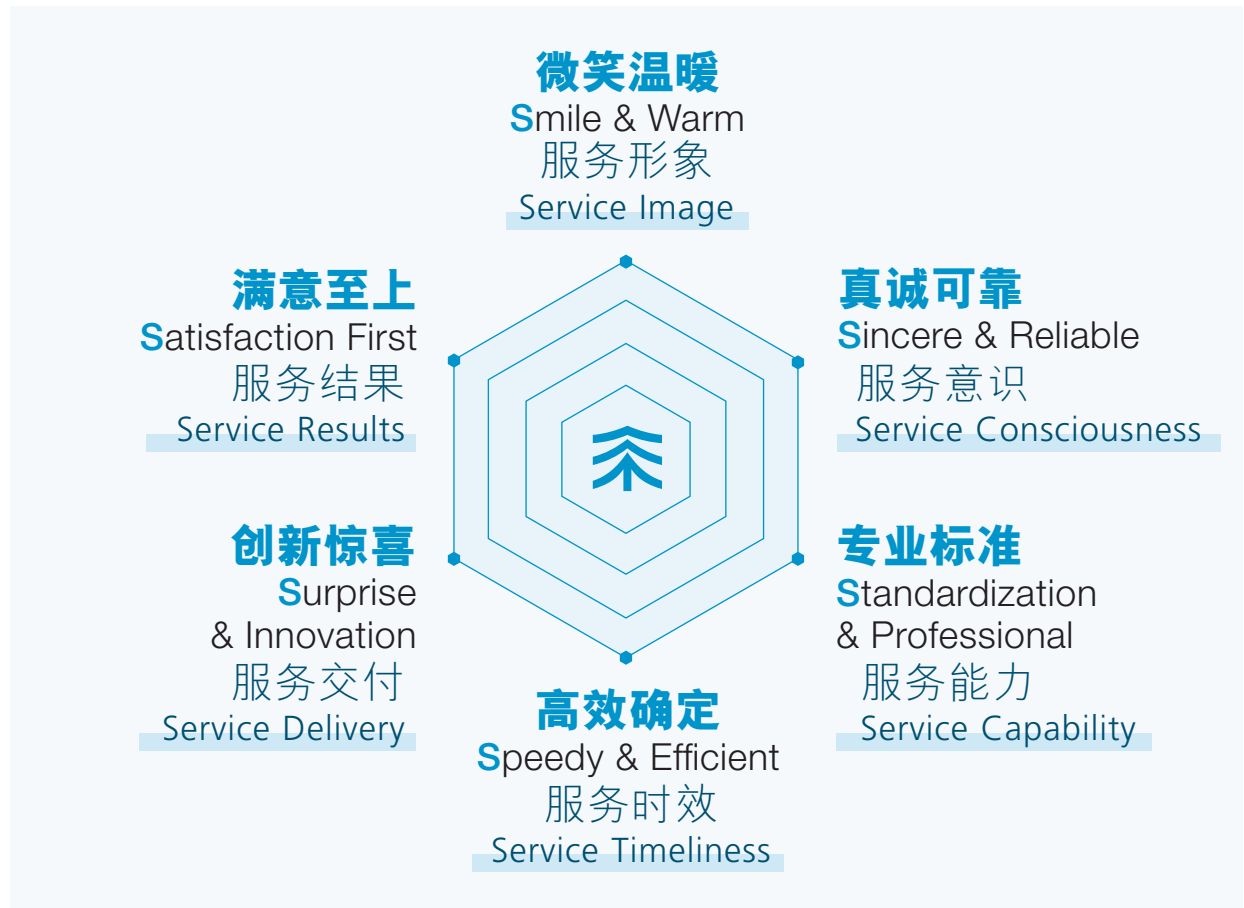 微笑温暖
Smile & Warm
服务形象
Service Image
满意至上
Satisfaction First
服务结果
Service Results
真诚可靠
Sincere & Reliable
服务意识
Service Consciousness
创新惊喜
Surprise
& Innovation
服务交付
Service Delivery
专业标准
Standardization
& Professional
服务能力
Service Capability
高效确定
Speedy & Efficient
服务时效
Service Timeliness